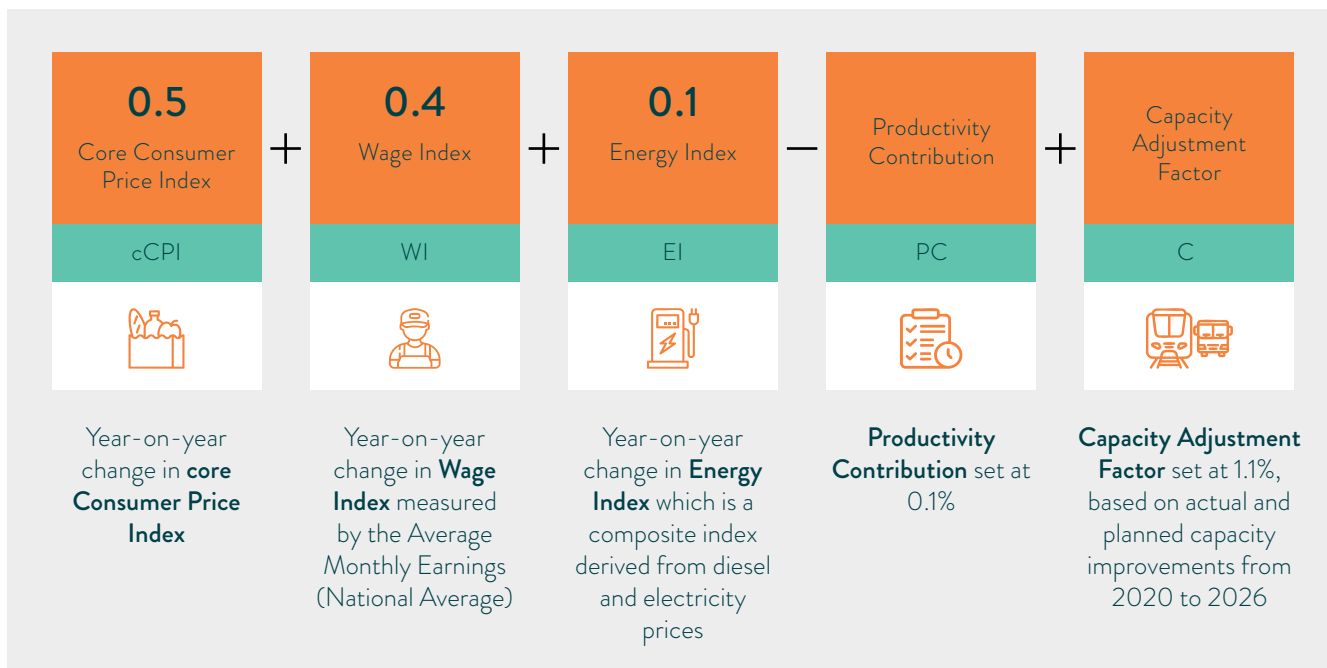 0.5
Core Consumer
Price Index
cCPI
Year-on-year
change in core
Consumer Price
Index
+
0.4
Wage Index
WI
Year-on-year
change in Wage
Index measured
by the Average
Monthly Earnings
(National Average)
+
0.1
Energy Index
EI
Year-on-year
change in Energy
Index which is a
composite index
derived from diesel
and electricity
prices
–
Productivity
Contribution
PC
Productivity
Contribution set at
0.1%
+
Capacity
Adjustment
Factor
C
Capacity Adjustment
Factor set at 1.1%,
based on actual and
planned capacity
improvements from
2020 to 2026